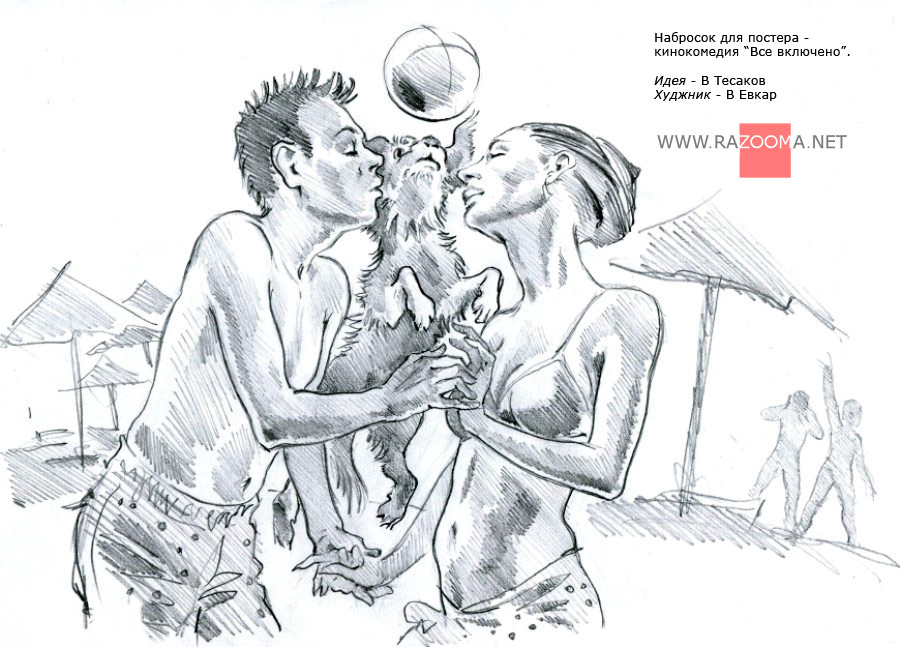 Набросок для постера -
кинокомедия “Все включено”.
Идея - В Тесаков
Худжник - В Евкар
WWW.RAZOOMA.NET